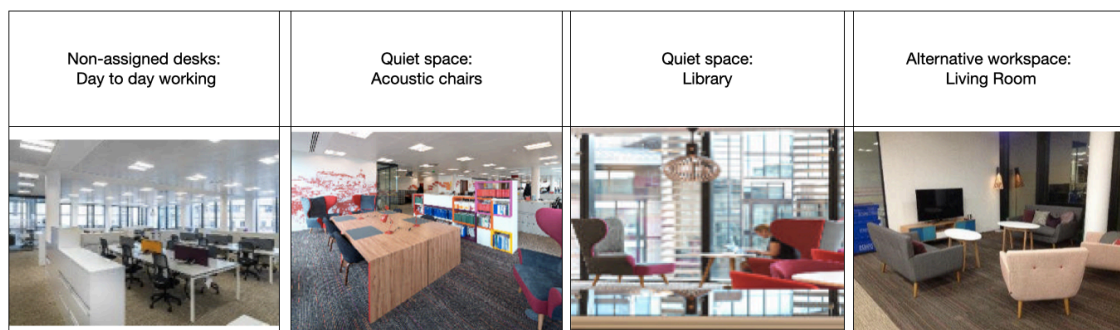 Non-assigned desks:
Day to day working
Quiet space:
Acoustic chairs
Quiet space:
Library
Alternative workspace:
Living Room